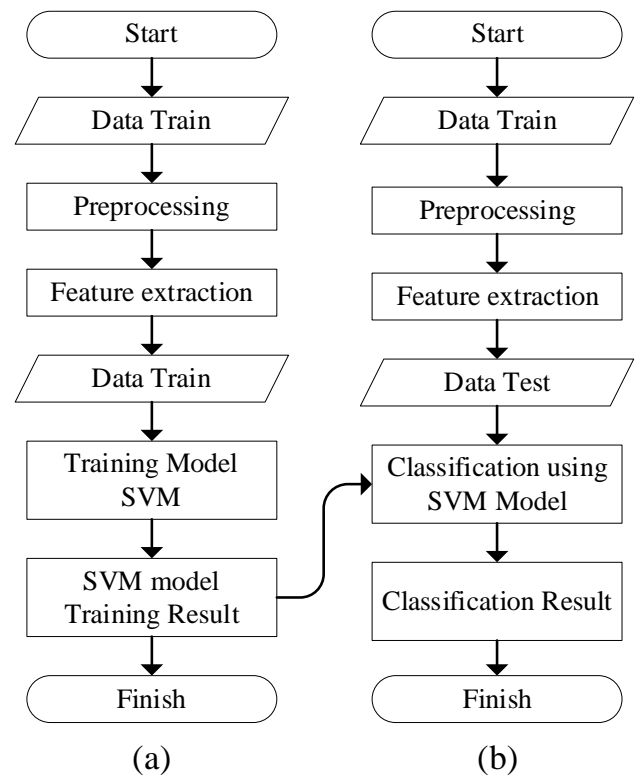 Start
Data Train
Preprocessing
Feature extraction
Data Train
Training Model
SVM
SVM model
Training Result
Finish
(a)
Start
Data Train
Preprocessing
Feature extraction
Data Test
Classification using
SVM Model
Classification Result
Finish
(b)